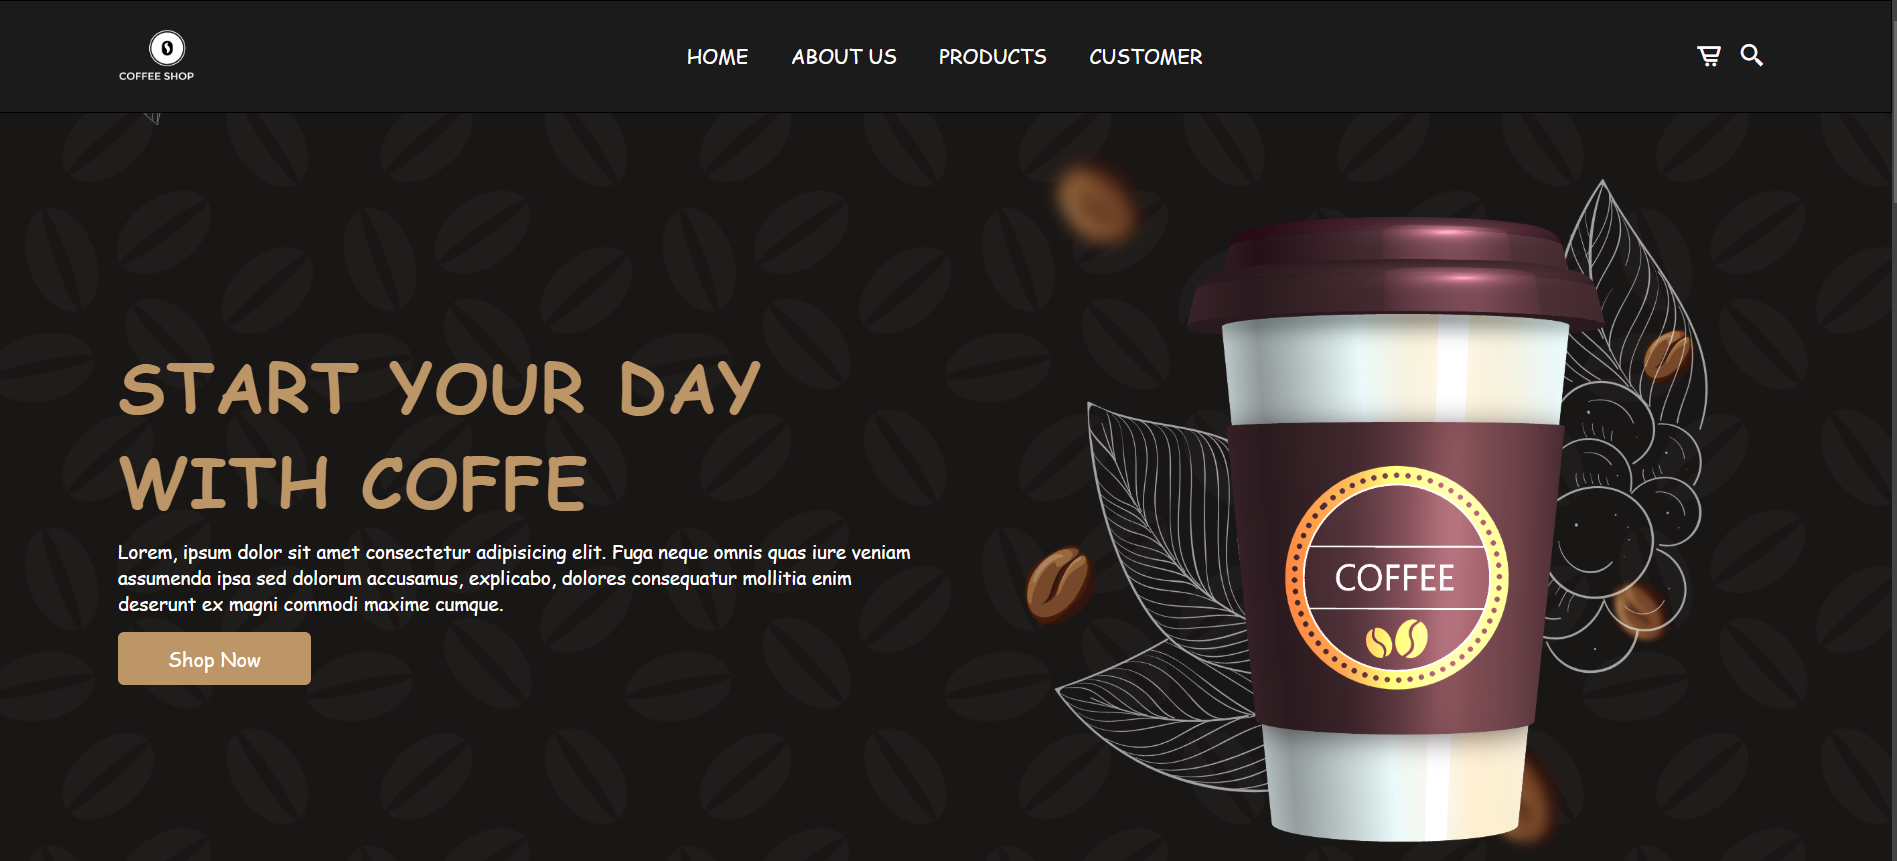 COFFEE SHOP
HOME ABOUT US PRODUCTS CUSTOMER
START YOUR DAY
WITH COFFE
Lorem, ipsum dolor sit amet consectetur adipisicing elit. Fuga neque omnis quas iure veniam
assumenda ipsa sed dolorum accusamus, explicabo, dolores consequatur mollitia enim
deserunt ex magni commodi maxime cumque.
Shop Now
COFFEE